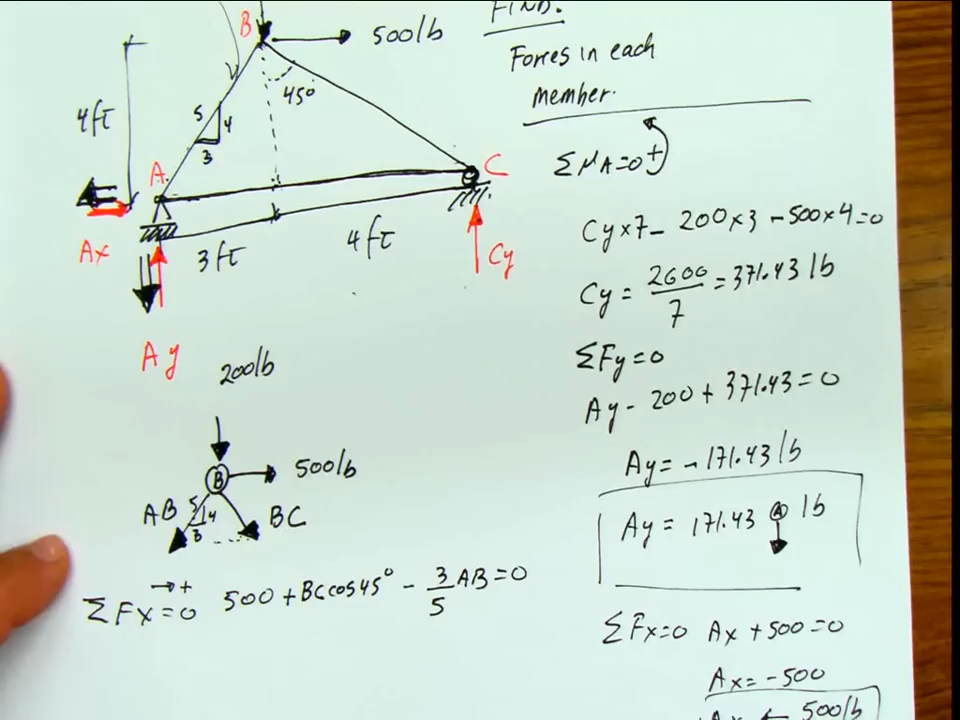 B
500lb
4ft
5
4
3
45°
A
C
Ax
3ft
4ft
Cy
Ay
200lb
B
500lb
AB
5
4
3
BC
ΣFx=0 →+ 500 + BC cos45° - 3/5 AB = 0
FIND:
Forces in each
member.
ΣMA=0 +
Cy×7 - 200×3 - 500×4=0
Cy = 2600/7 = 371.43 lb
ΣFy=0
Ay - 200 + 371.43 = 0
Ay = -171.43 lb
Ay = 171.43 lb
ΣFx=0 Ax + 500 = 0
Ax = -500
Ax ← 500lb